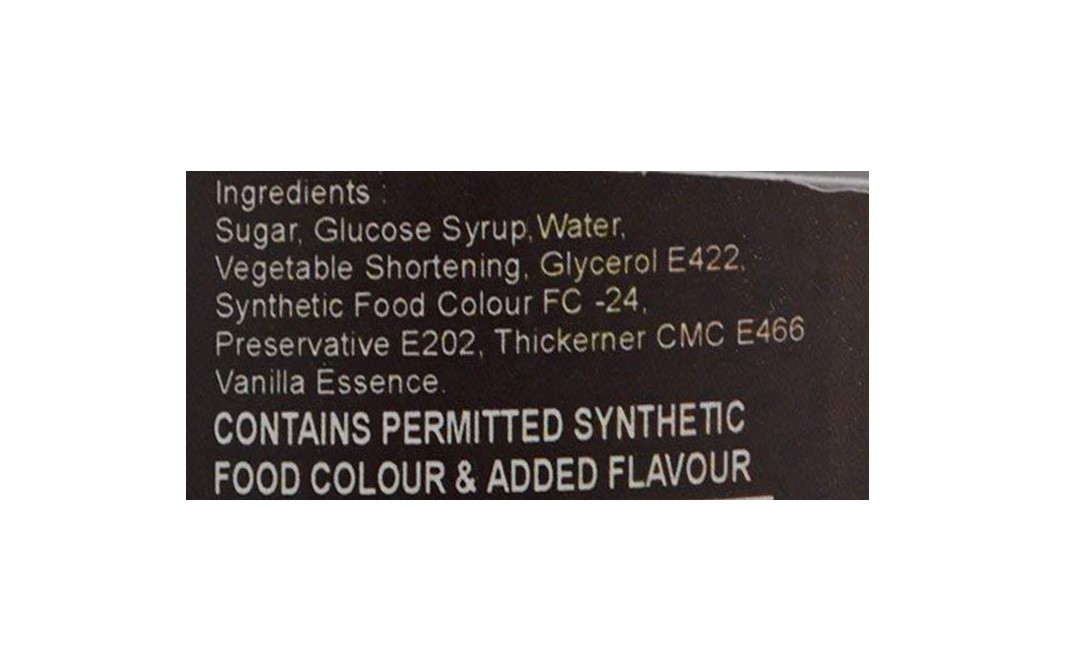 Ingredients :
Sugar, Glucose Syrup, Water,
Vegetable Shortening, Glycerol E422,
Synthetic Food Colour FC -24,
Preservative E202, Thickerner CMC E466
Vanilla Essence.
CONTAINS PERMITTED SYNTHETIC
FOOD COLOUR & ADDED FLAVOUR